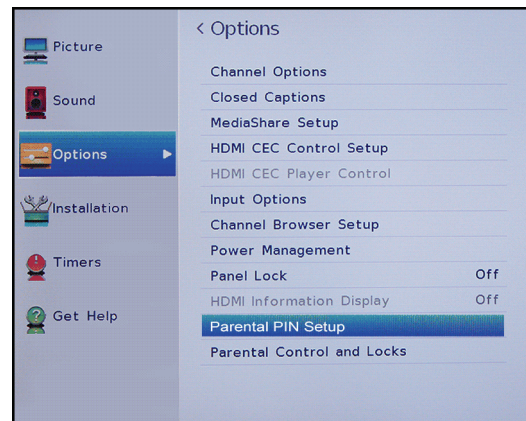 Picture
Sound
Options
Installation
Timers
Get Help
< Options
Channel Options
Closed Captions
MediaShare Setup
HDMI CEC Control Setup
HDMI CEC Player Control
Input Options
Channel Browser Setup
Power Management
Panel Lock Off
HDMI Information Display Off
Parental PIN Setup
Parental Control and Locks